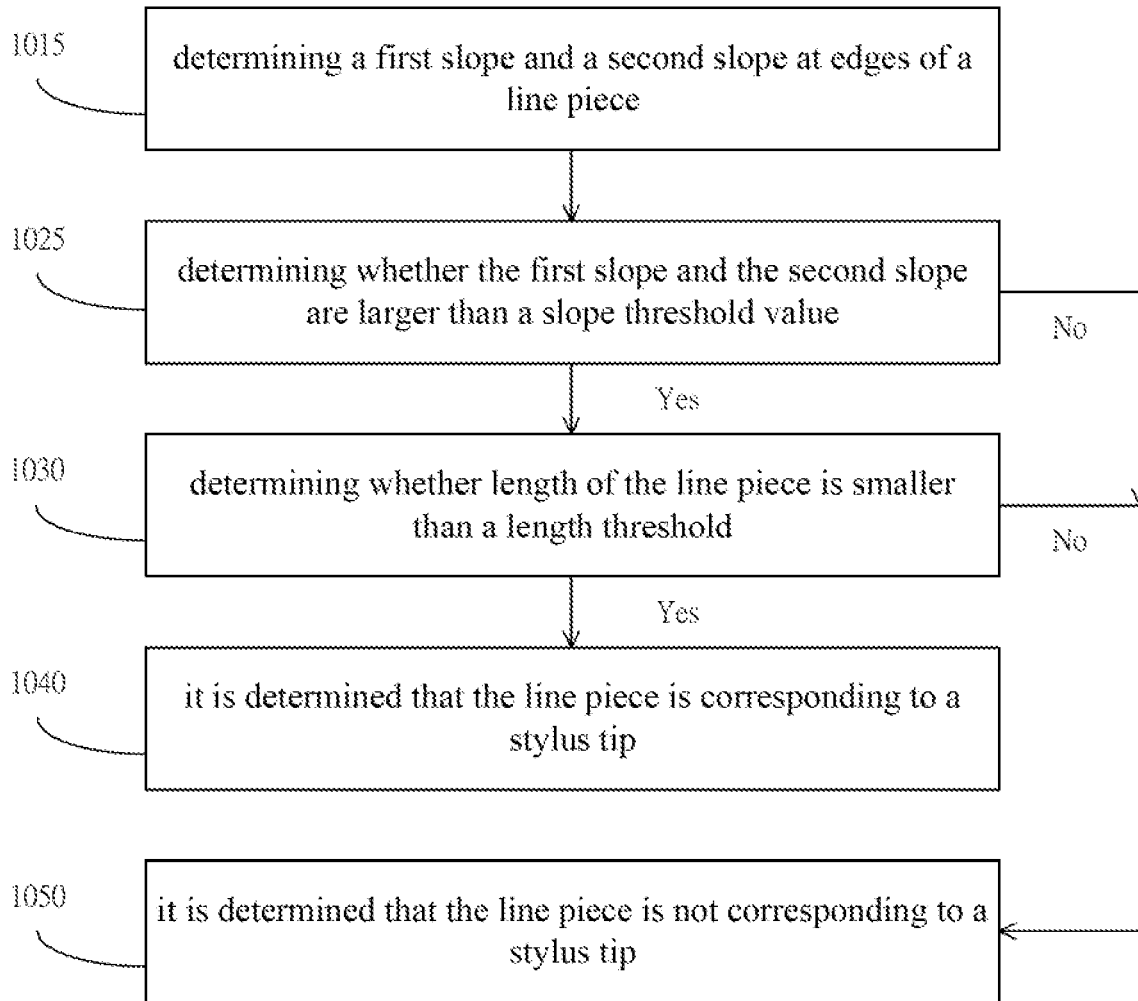 1015
determining a first slope and a second slope at edges of a
line piece
1025
determining whether the first slope and the second slope
are larger than a slope threshold value
No
Yes
1030
determining whether length of the line piece is smaller
than a length threshold
No
Yes
1040
it is determined that the line piece is corresponding to a
stylus tip
1050
it is determined that the line piece is not corresponding to a
stylus tip